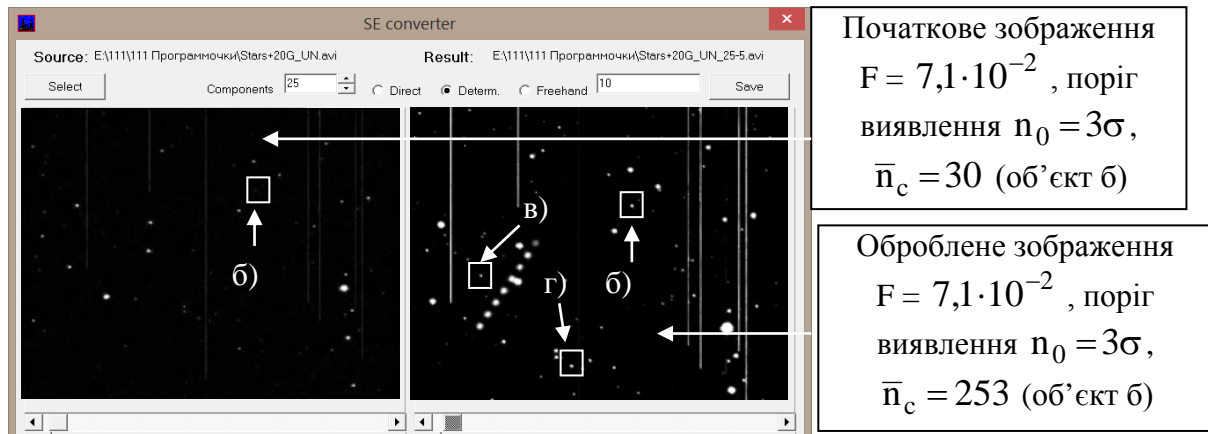 SE converter
Source: E:\111\111 Программочки\Stars+20G_UN.avi Result: E:\111\111 Программочки\Stars+20G_UN_25-5.avi
Select Components 25 Direct Determ. Freehand 10 Save
б)
в)
г)
б)
Початкове зображення
F = 7,1·10⁻² , поріг
виявлення n₀ = 3σ,
n̅c = 30 (об’єкт б)
Оброблене зображення
F = 7,1·10⁻² , поріг
виявлення n₀ = 3σ,
n̅c = 253 (об’єкт б)